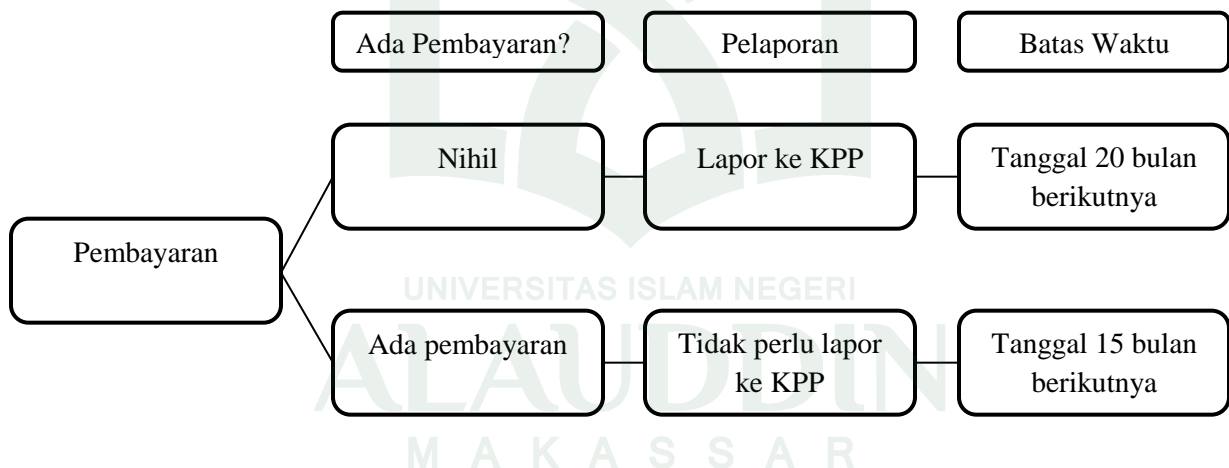 Ada Pembayaran?
Pelaporan
Batas Waktu
Nihil
Lapor ke KPP
Tanggal 20 bulan
berikutnya
Pembayaran
UNIVERSITAS ISLAM NEGERI
Ada pembayaran
Tidak perlu lapor
ke KPP
Tanggal 15 bulan
berikutnya
ALAUDDIN
MAKASSAR